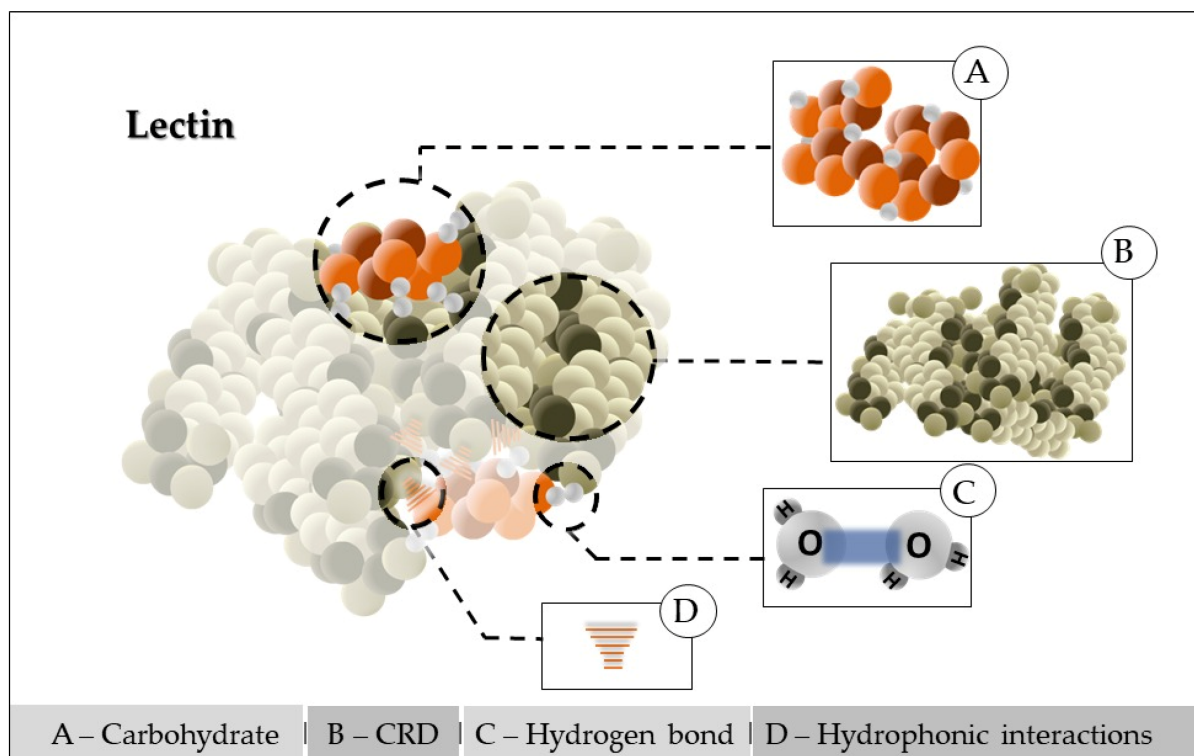 A
Lectin
B
C
H
O O
H
H H
D
A – Carbohydrate | B – CRD | C – Hydrogen bond | D – Hydrophonic interactions